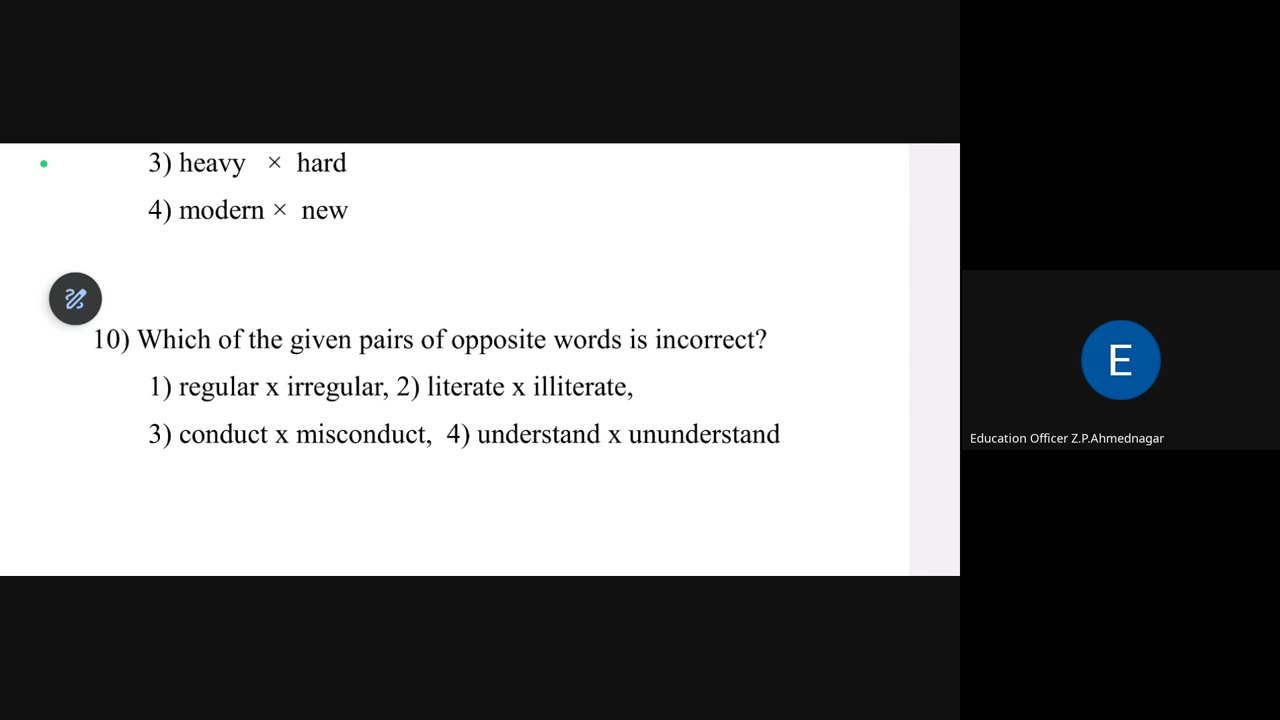 3) heavy × hard
4) modern × new
10) Which of the given pairs of opposite words is incorrect?
1) regular x irregular, 2) literate x illiterate,
3) conduct x misconduct, 4) understand x ununderstand
E
Education Officer Z.P.Ahmednagar